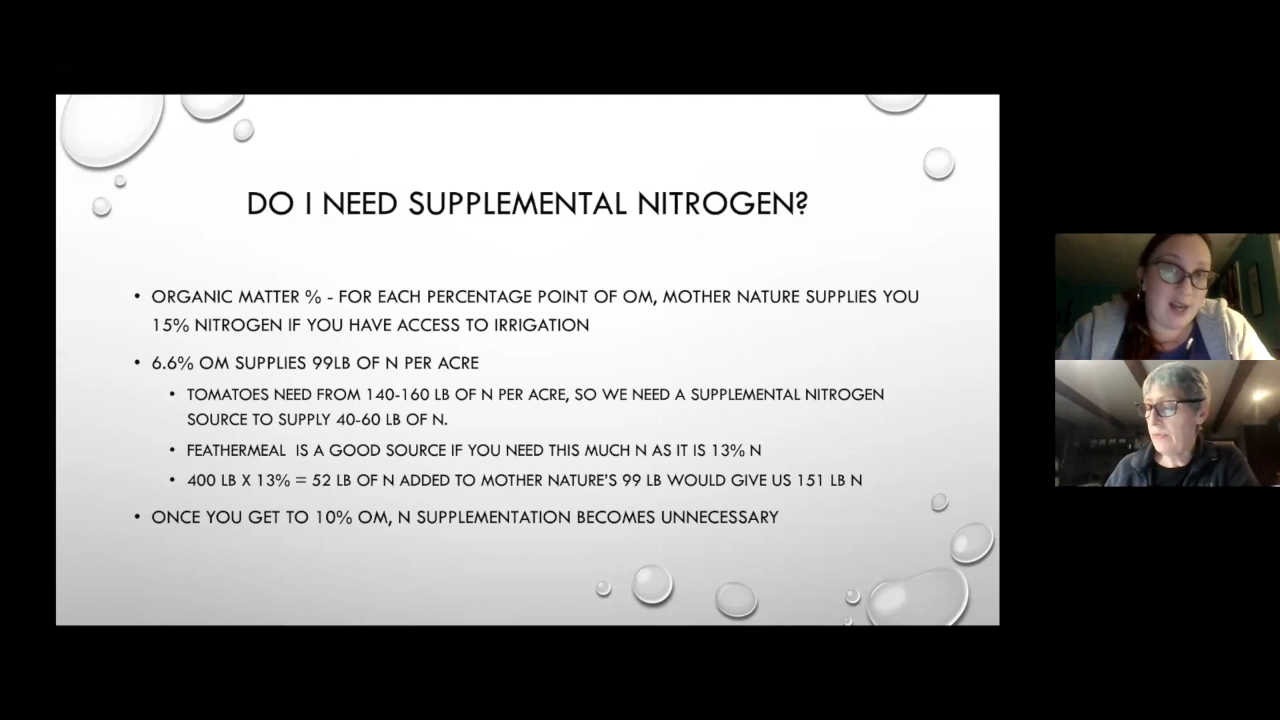 DO I NEED SUPPLEMENTAL NITROGEN?
• ORGANIC MATTER % - FOR EACH PERCENTAGE POINT OF OM, MOTHER NATURE SUPPLIES YOU
15% NITROGEN IF YOU HAVE ACCESS TO IRRIGATION
• 6.6% OM SUPPLIES 99LB OF N PER ACRE
• TOMATOES NEED FROM 140-160 LB OF N PER ACRE, SO WE NEED A SUPPLEMENTAL NITROGEN
SOURCE TO SUPPLY 40-60 LB OF N.
• FEATHERMEAL IS A GOOD SOURCE IF YOU NEED THIS MUCH N AS IT IS 13% N
• 400 LB X 13% = 52 LB OF N ADDED TO MOTHER NATURE'S 99 LB WOULD GIVE US 151 LB N
• ONCE YOU GET TO 10% OM, N SUPPLEMENTATION BECOMES UNNECESSARY